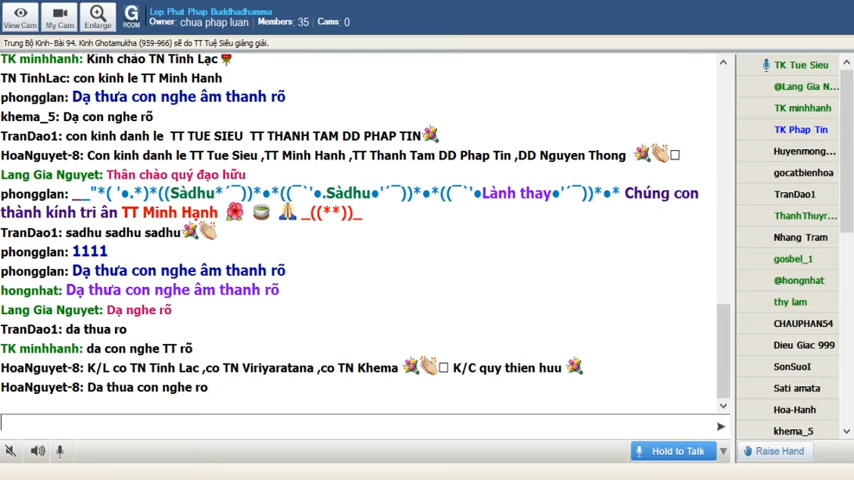 View Cam
My Cam
Enlarge
G
ROOM
Lop Phat Phap Buddhadhamma
Owner: chua phap luan Members: 35 Cams: 0
Trung Bộ Kinh- Bài 94. Kinh Ghotamukha (959-966) sẽ do TT Tuệ Siêu giảng giải.
TK minhhanh: Kính chào TN Tịnh Lạc
TN TinhLac: con kinh le TT Minh Hanh
phongglan: Dạ thưa con nghe âm thanh rõ
khema_5: Dạ con nghe rõ
TranDao1: con kinh danh le TT TUE SIEU TT THANH TAM DD PHAP TIN
HoaNguyet-8: Con kinh danh le TT Tue Sieu ,TT Minh Hanh ,TT Thanh Tam DD Phap Tin ,DD Nguyen Thong
Lang Gia Nguyet: Thân chào quý đạo hữu
phongglan: __"*( '•.*)*((Sàdhu*´¯))*•*((¯`'•.Sàdhu•'´¯))*•*((¯`'•Lành thay•'´¯))*•* Chúng con
thành kính tri ân TT Minh Hạnh _((**))_
TranDao1: sadhu sadhu sadhu
phongglan: 1111
phongglan: Dạ thưa con nghe âm thanh rõ
hongnhat: Dạ thưa con nghe âm thanh rõ
Lang Gia Nguyet: Dạ nghe rõ
TranDao1: da thua ro
TK minhhanh: da con nghe TT rõ
HoaNguyet-8: K/L co TN Tinh Lac ,co TN Viriyaratana ,co TN Khema K/C quy thien huu
HoaNguyet-8: Da thua con nghe ro
TK Tue Sieu
@Lang Gia N...
TK minhhanh
TK Phap Tin
Huyenmong...
gocatbienhoa
TranDao1
ThanhThuyr...
Nhang Tram
gosbel_1
@hongnhat
thy lam
CHAUPHAN54
Dieu Giac 999
SonSuoI
Sati amata
Hoa-Hanh
khema_5
Hold to Talk
Raise Hand